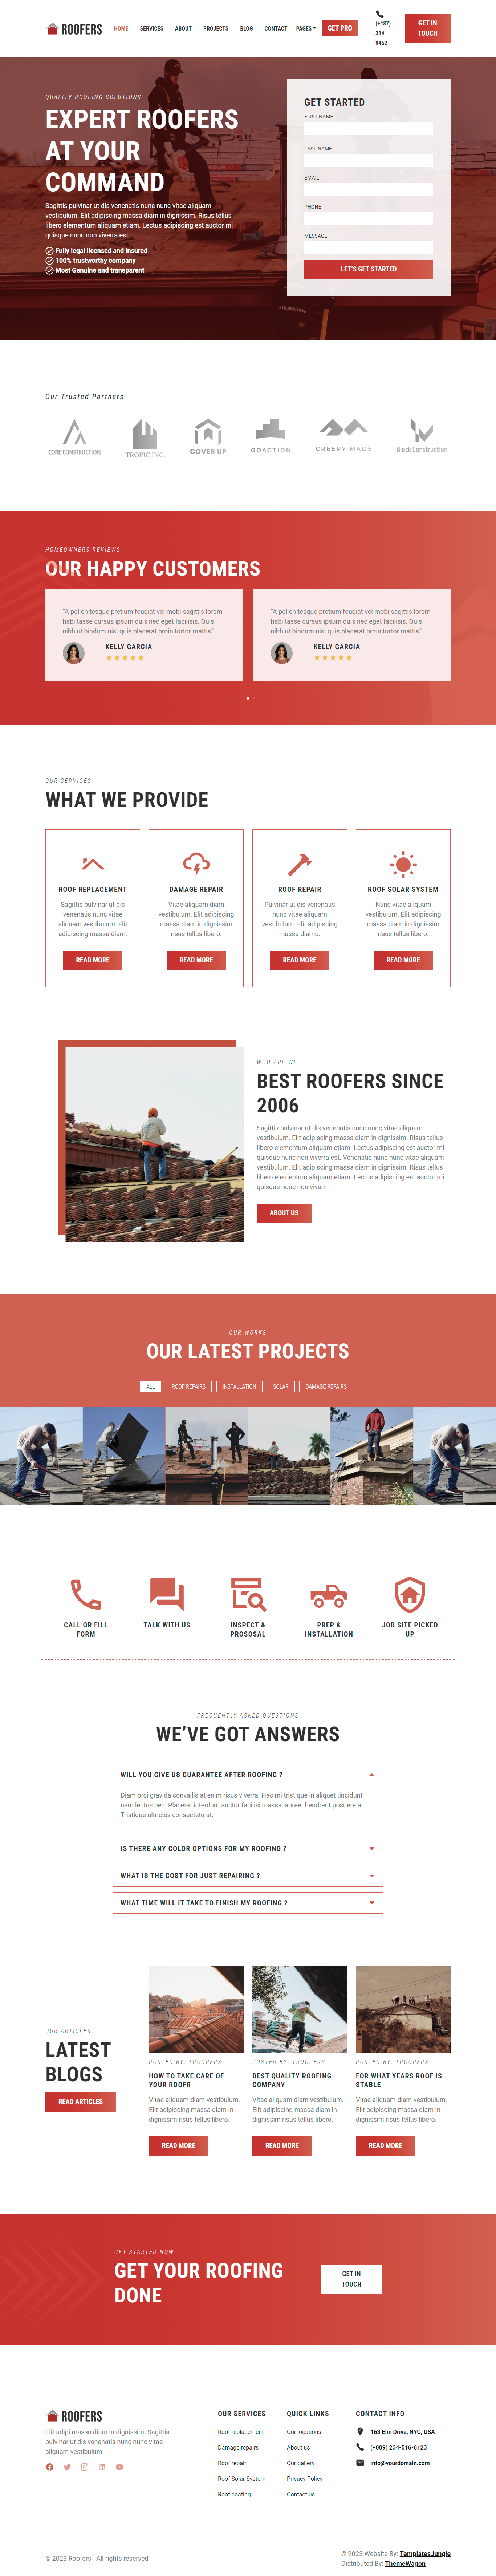 ROOFERS
HOME SERVICES ABOUT PROJECTS BLOG CONTACT PAGES GET PRO
(+487)
384
9452
GET IN
TOUCH
QUALITY ROOFING SOLUTIONS
EXPERT ROOFERS
AT YOUR
COMMAND
Sagittis pulvinar ut dis venenatis nunc nunc vitae aliquam
vestibulum. Elit adipiscing massa diam in dignissim. Risus tellus
libero elementum aliquam etiam. Lectus adipiscing est auctor mi
quisque nunc non viverra est.
Fully legal licensed and insured
100% trustworthy company
Most Genuine and transparent
GET STARTED
FIRST NAME
LAST NAME
EMAIL
PHONE
MESSAGE
LET'S GET STARTED
Our Trusted Partners
CORE CONSTRUCTION
TROPIC INC.
COVER UP
GOACTION
CREEPY MADE
Block Construction
HOMEOWNERS REVIEWS
OUR HAPPY CUSTOMERS
"A pellen tesque pretium feugiat vel mobi sagittis lorem
habi tasse cursus ipsum quis nec eget facilisis. Quis
nibh ut bindum nisl quis placerat proin tortor mattis."
KELLY GARCIA
"A pellen tesque pretium feugiat vel mobi sagittis lorem
habi tasse cursus ipsum quis nec eget facilisis. Quis
nibh ut bindum nisl quis placerat proin tortor mattis."
KELLY GARCIA
OUR SERVICES
WHAT WE PROVIDE
ROOF REPLACEMENT
Sagittis pulvinar ut dis
venenatis nunc vitae
aliquam vestibulum. Elit
adipiscing massa diam.
READ MORE
DAMAGE REPAIR
Vitae aliquam diam
vestibulum. Elit adipiscing
massa diam in dignissim
risus tellus libero.
READ MORE
ROOF REPAIR
Pulvinar ut dis venenatis
nunc vitae aliquam
vestibulum. Elit adipiscing
massa diamo.
READ MORE
ROOF SOLAR SYSTEM
Nunc vitae aliquam
vestibulum. Elit adipiscing
massa diam in dignissim
risus tellus libero.
READ MORE
WHO ARE WE
BEST ROOFERS SINCE
2006
Sagittis pulvinar ut dis venenatis nunc nunc vitae aliquam
vestibulum. Elit adipiscing massa diam in dignissim. Risus tellus
libero elementum aliquam etiam. Lectus adipiscing est auctor mi
quisque nunc non viverra est. Venenatis nunc nunc vitae aliquam
vestibulum. Elit adipiscing massa diam in dignissim. Risus tellus
libero elementum aliquam etiam. Lectus adipiscing est auctor mi
quisque nunc non viverr.
ABOUT US
OUR WORKS
OUR LATEST PROJECTS
ALL ROOF REPAIRS INSTALLATION SOLAR DAMAGE REPAIRS
CALL OR FILL
FORM
TALK WITH US
INSPECT &
PROSOSAL
PREP &
INSTALLATION
JOB SITE PICKED
UP
FREQUENTLY ASKED QUESTIONS
WE'VE GOT ANSWERS
WILL YOU GIVE US GUARANTEE AFTER ROOFING ?
Diam orci gravida convallis at enim risus viverra. Hac mi tristique in aliquet tincidunt
nam lectus nec. Placerat interdum auctor facilisi massa laoreet hendrerit posuere a.
Tristique ultricies consectetu at.
IS THERE ANY COLOR OPTIONS FOR MY ROOFING ?
WHAT IS THE COST FOR JUST REPAIRING ?
WHAT TIME WILL IT TAKE TO FINISH MY ROOFING ?
OUR ARTICLES
LATEST
BLOGS
READ ARTICLES
POSTED BY: TROOPERS
HOW TO TAKE CARE OF
YOUR ROOFR
Vitae aliquam diam vestibulum.
Elit adipiscing massa diam in
dignissim risus tellus libero.
READ MORE
POSTED BY: TROOPERS
BEST QUALITY ROOFING
COMPANY
Vitae aliquam diam vestibulum.
Elit adipiscing massa diam in
dignissim risus tellus libero.
READ MORE
POSTED BY: TROOPERS
FOR WHAT YEARS ROOF IS
STABLE
Vitae aliquam diam vestibulum.
Elit adipiscing massa diam in
dignissim risus tellus libero.
READ MORE
GET STARTED NOW
GET YOUR ROOFING
DONE
GET IN
TOUCH
ROOFERS
Elit adipi massa diam in dignissim. Sagittis
pulvinar ut dis venenatis nunc nunc vitae
aliquam vestibulum.
OUR SERVICES
Roof replacement
Damage repairs
Roof repair
Roof Solar System
Roof coating
QUICK LINKS
Our locations
About us
Our gallery
Privacy Policy
Contact us
CONTACT INFO
163 Elm Drive, NYC, USA
(+089) 234-516-6123
info@yourdomain.com
© 2023 Roofers - All rights reserved
© 2023 Website By: TemplatesJungle
Distributed By: ThemeWagon